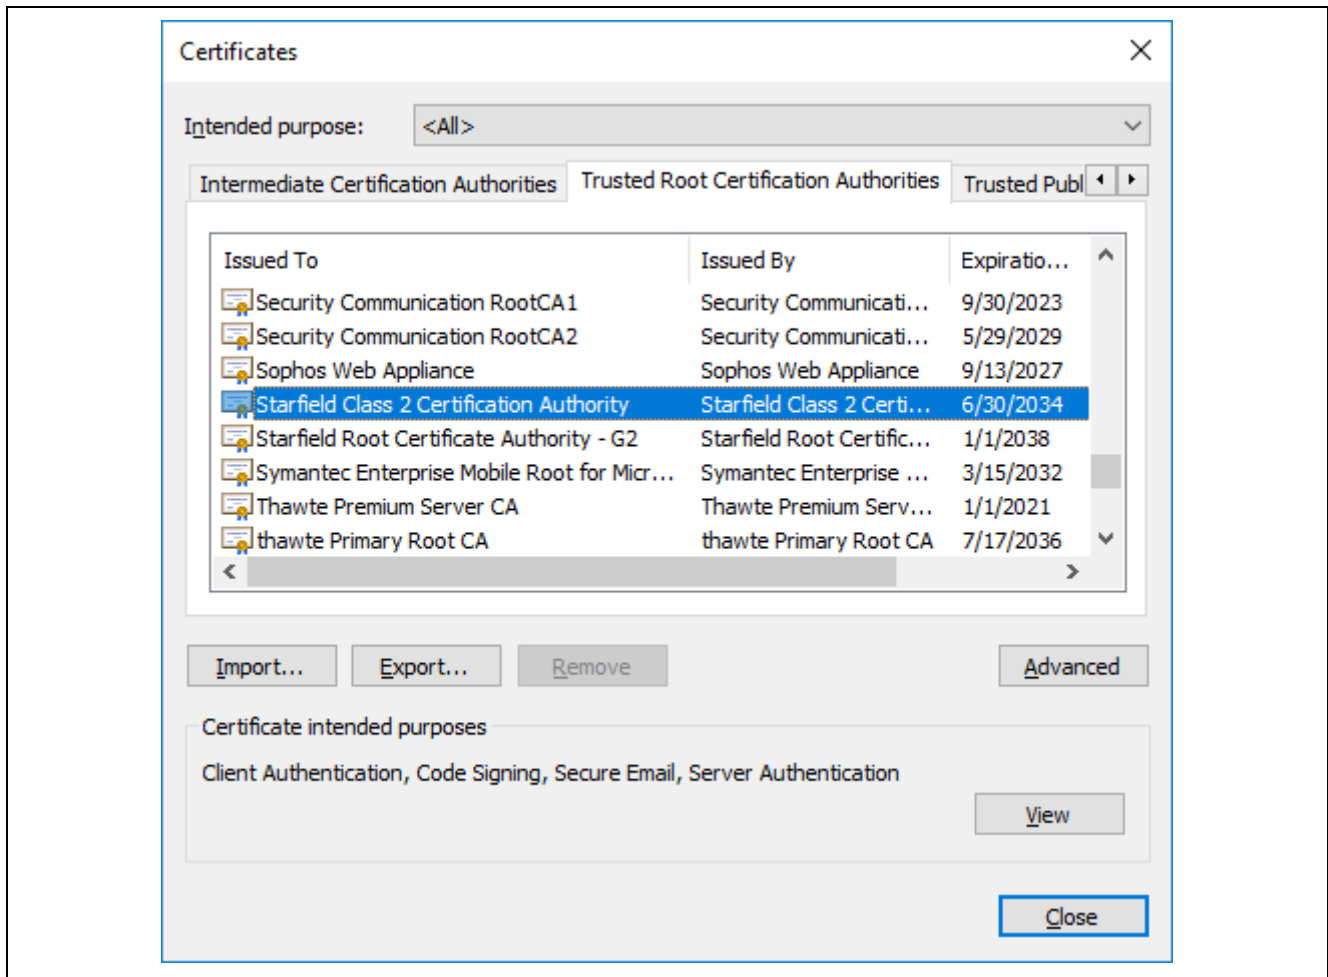 Certificates
Intended purpose: <All>
Intermediate Certification Authorities Trusted Root Certification Authorities Trusted Publ
Issued To Issued By Expiratio...
Security Communication RootCA1 Security Communicati... 9/30/2023
Security Communication RootCA2 Security Communicati... 5/29/2029
Sophos Web Appliance Sophos Web Appliance 9/13/2027
Starfield Class 2 Certification Authority Starfield Class 2 Certi... 6/30/2034
Starfield Root Certificate Authority - G2 Starfield Root Certific... 1/1/2038
Symantec Enterprise Mobile Root for Micr... Symantec Enterprise ... 3/15/2032
Thawte Premium Server CA Thawte Premium Serv... 1/1/2021
thawte Primary Root CA thawte Primary Root CA 7/17/2036
Import... Export... Remove Advanced
Certificate intended purposes
Client Authentication, Code Signing, Secure Email, Server Authentication
View
Close